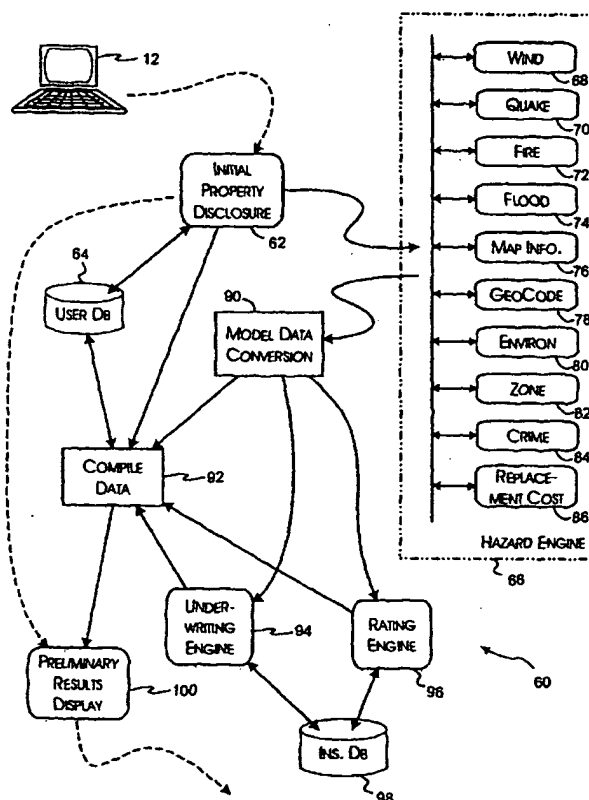 12
WIND
68
QUAKE
70
FIRE
72
FLOOD
74
MAP INFO.
76
GEOCODE
78
ENVIRON
80
ZONE
82
CRIME
84
REPLACE-
MENT COST
86
HAZARD ENGINE
66
INITIAL
PROPERTY
DISCLOSURE
62
64
USER DB
90
MODEL DATA
CONVERSION
COMPILE
DATA
92
UNDER-
WRITING
ENGINE
94
RATING
ENGINE
96
60
PRELIMINARY
RESULTS
DISPLAY
100
INS. DB
98